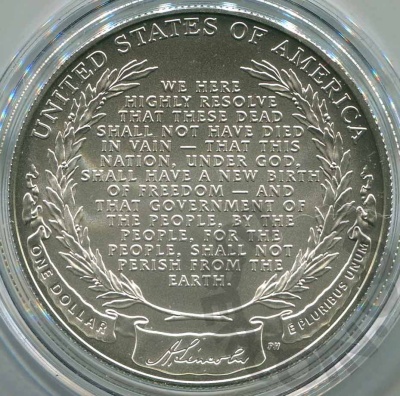 UNITED STATES OF AMERICA
WE HERE
HIGHLY RESOLVE
THAT THESE DEAD
SHALL NOT HAVE DIED
IN VAIN — THAT THIS
NATION, UNDER GOD,
SHALL HAVE A NEW BIRTH
OF FREEDOM — AND
THAT GOVERNMENT OF
THE PEOPLE, BY THE
PEOPLE, FOR THE
PEOPLE, SHALL NOT
PERISH FROM THE
EARTH.
ONE DOLLAR
E PLURIBUS UNUM
A. Lincoln
PH